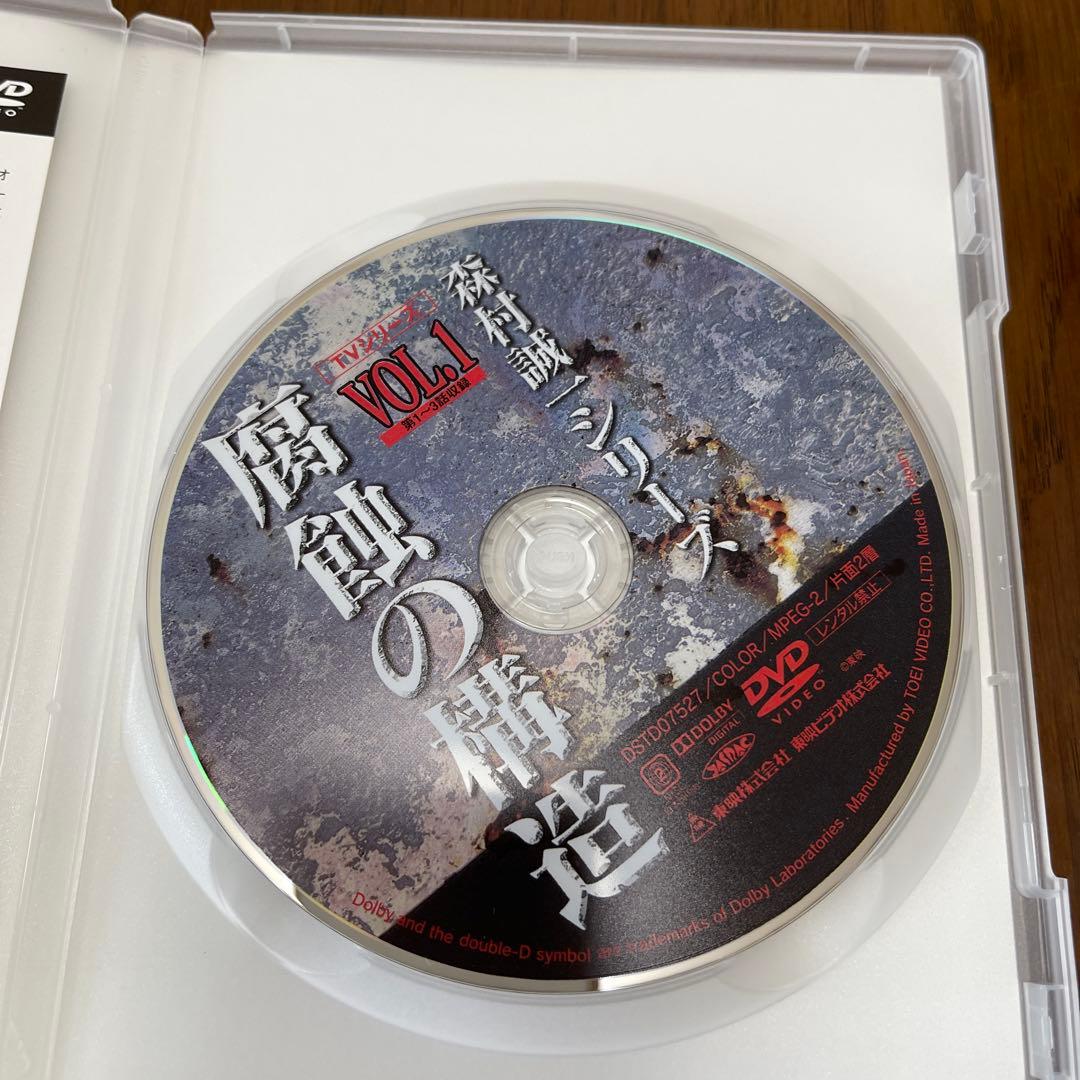 森村誠一シリーズ
TVシリーズ
VOL.1
第1〜3話収録
腐蝕の構造
DSTD07527/COLOR/MPEG-2/片面2層
DOLBY
DIGITAL
DVD
VIDEO
レンタル禁止
2
©東映
東映株式会社 東映ビデオ株式会社
Dolby and the double-D symbol are trademarks of Dolby Laboratories. Manufactured by TOEI VIDEO CO.,LTD. Made in Japan.
オ